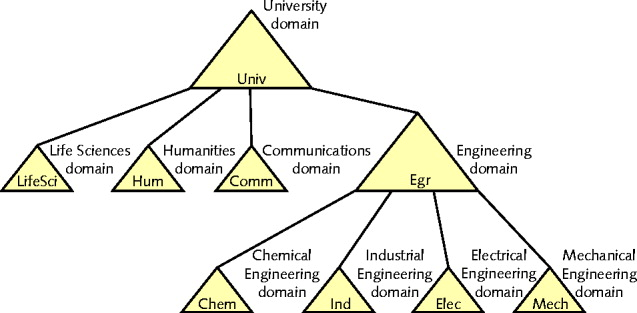 University
domain
Univ
Life Sciences
domain
LifeSci
Humanities
domain
Hum
Communications
domain
Comm
Engineering
domain
Egr
Chemical
Engineering
domain
Chem
Industrial
Engineering
domain
Ind
Electrical
Engineering
domain
Elec
Mechanical
Engineering
domain
Mech